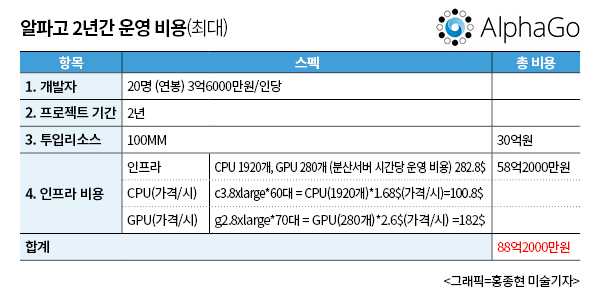 알파고 2년간 운영 비용(최대)
AlphaGo
항목 스펙 총 비용
1. 개발자 20명 (연봉) 3억6000만원/인당
2. 프로젝트 기간 2년
3. 투입리소스 100MM 30억원
4. 인프라 비용
인프라 CPU 1920개, GPU 280개 (분산서버 시간당 운영 비용) 282.8$ 58억2000만원
CPU(가격/시) c3.8xlarge*60대 = CPU(1920개)*1.68$(가격/시)=100.8$
GPU(가격/시) g2.8xlarge*70대 = GPU(280개)*2.6$(가격/시) =182$
합계 88억2000만원
<그래픽=홍종현 미술기자>